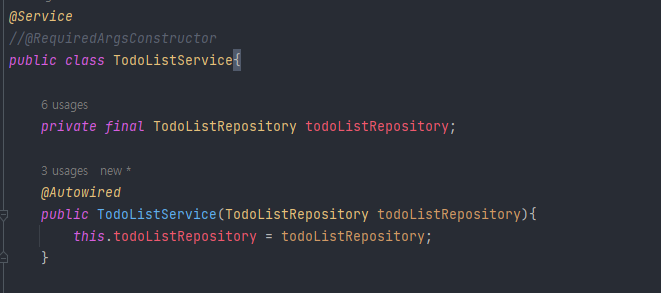 @Service
//@RequiredArgsConstructor
public class TodoListService{
6 usages
private final TodoListRepository todoListRepository;
3 usages new *
@Autowired
public TodoListService(TodoListRepository todoListRepository){
this.todoListRepository = todoListRepository;
}